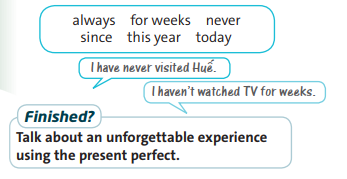 always for weeks never
since this year today
I have never visited Huế.
I haven't watched TV for weeks.
Finished?
Talk about an unforgettable experience
using the present perfect.